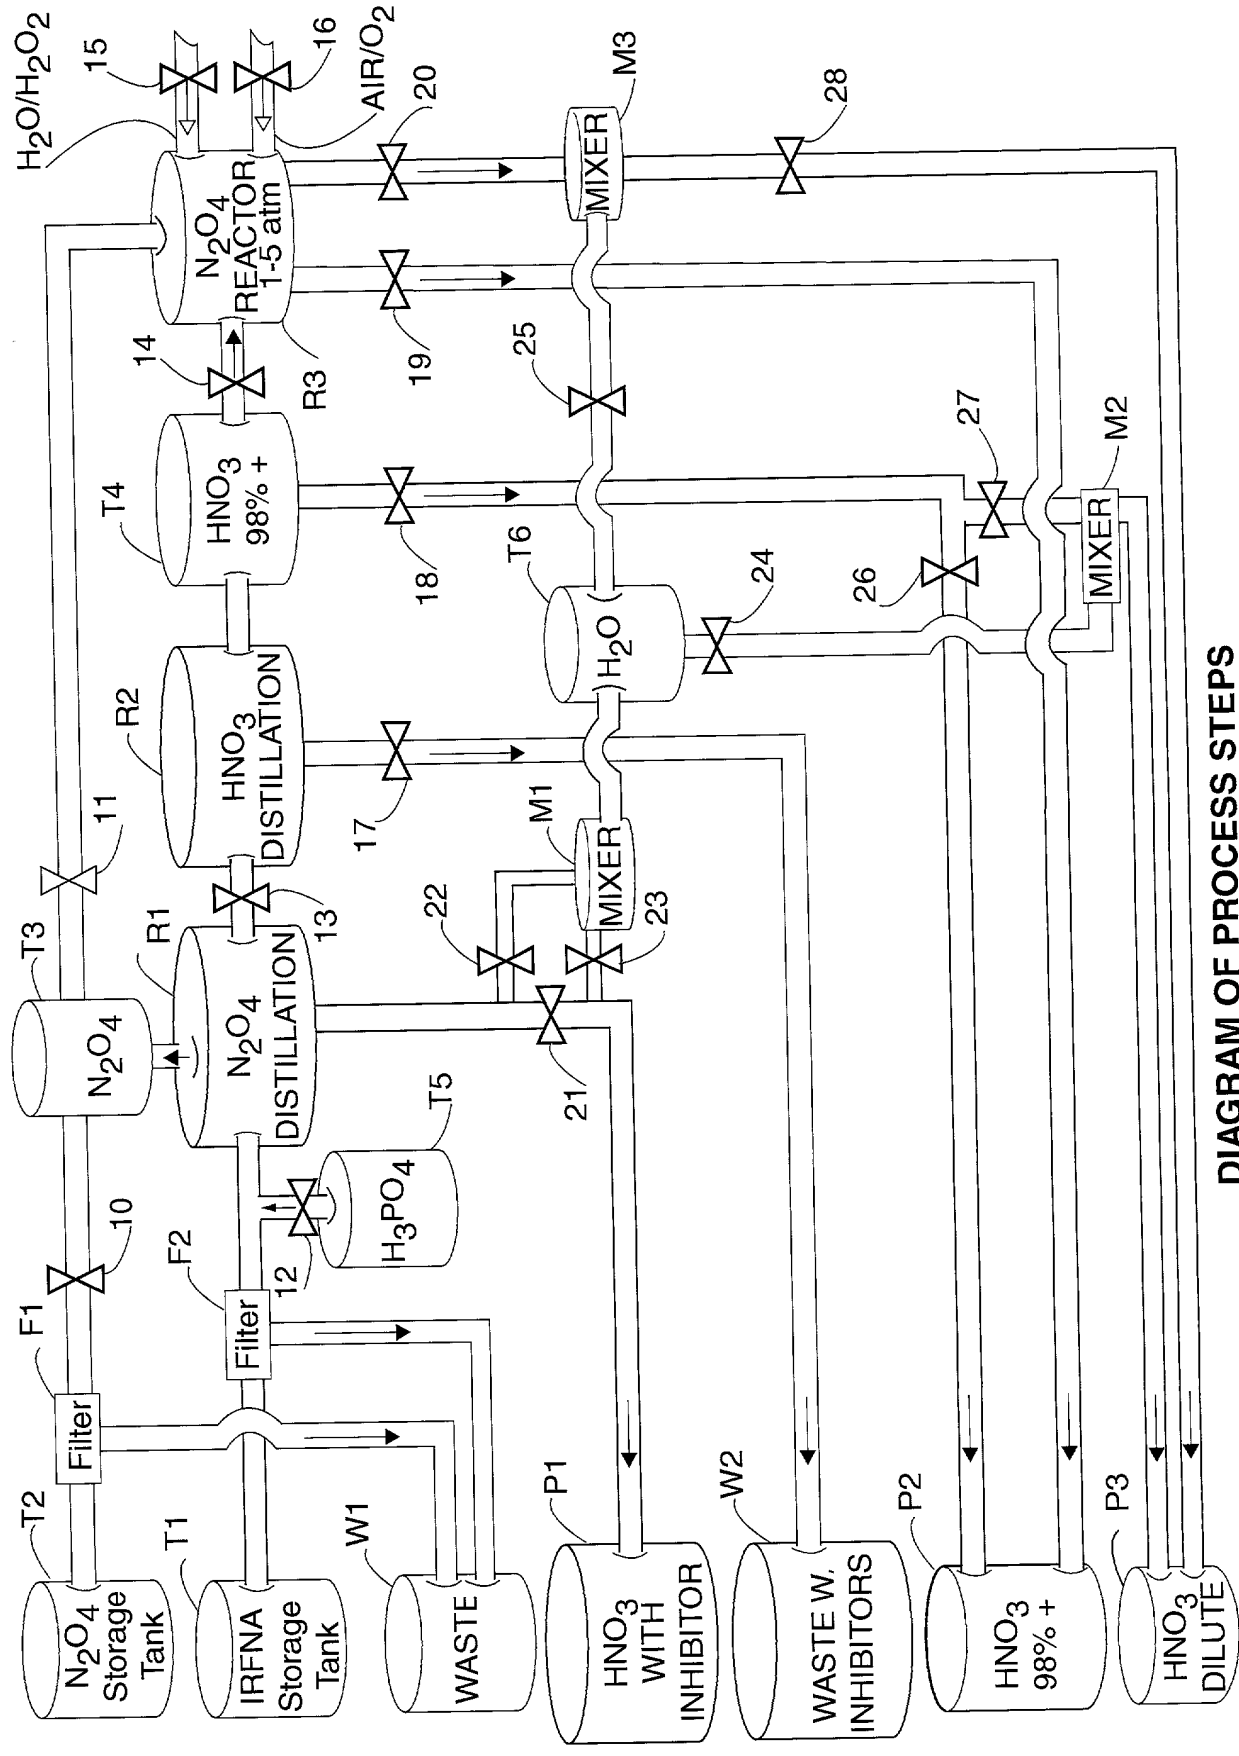 H2O/H2O2
15
16
AIR/O2
N2O4
REACTOR
1-5 atm
R3
14
20
19
M3
MIXER
28
T4
HNO3
98% +
18
25
27
M2
MIXER
26
T6
H2O
24
R2
HNO3
DISTILLATION
17
11
13
M1
MIXER
22
23
21
T3
N2O4
R1
N2O4
DISTILLATION
T5
H3PO4
12
10
F1
Filter
F2
Filter
T2
N2O4
Storage
Tank
T1
IRFNA
Storage
Tank
W1
WASTE
P1
HNO3
WITH
INHIBITOR
W2
WASTE W.
INHIBITORS
P2
HNO3
98% +
P3
HNO3
DILUTE
DIAGRAM OF PROCESS STEPS